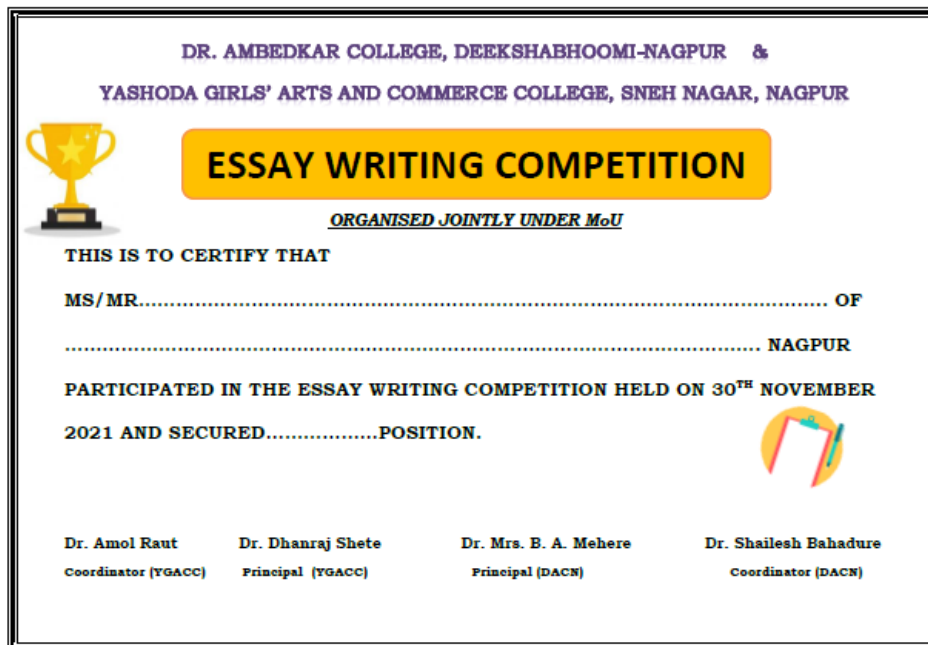 DR. AMBEDKAR COLLEGE, DEEKSHABHOOMI-NAGPUR &
YASHODA GIRLS' ARTS AND COMMERCE COLLEGE, SNEH NAGAR, NAGPUR
ESSAY WRITING COMPETITION
ORGANISED JOINTLY UNDER MoU
THIS IS TO CERTIFY THAT
MS/MR.............................................................................................................. OF
............................................................................................................... NAGPUR
PARTICIPATED IN THE ESSAY WRITING COMPETITION HELD ON 30TH NOVEMBER
2021 AND SECURED..................POSITION.
Dr. Amol Raut Dr. Dhanraj Shete Dr. Mrs. B. A. Mehere Dr. Shailesh Bahadure
Coordinator (YGACC) Principal (YGACC) Principal (DACN) Coordinator (DACN)